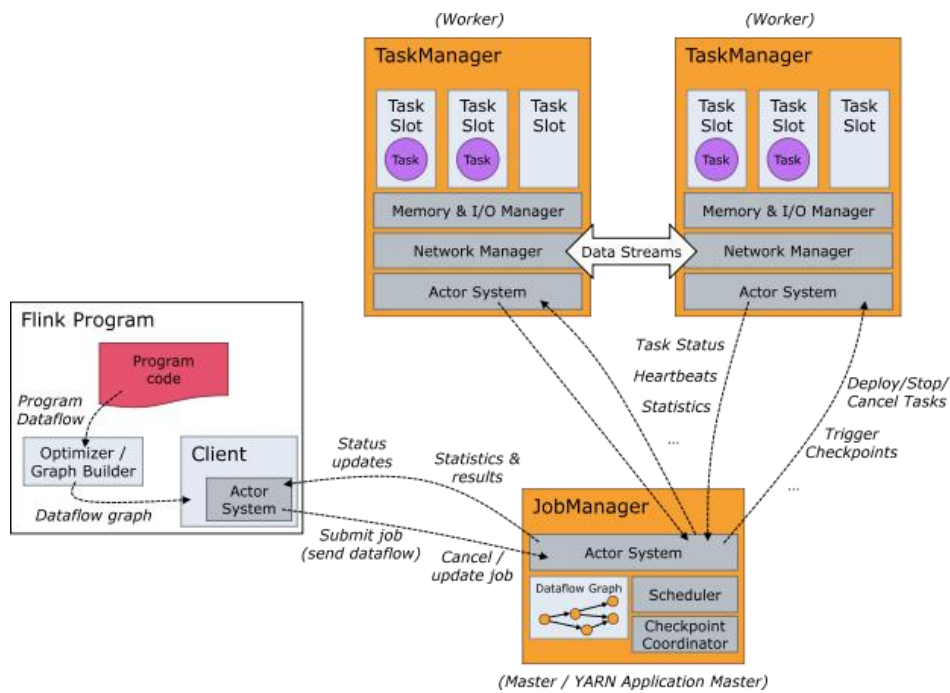 (Worker)
(Worker)
TaskManager
Task
Slot
Task
Task
Slot
Task
Task
Slot
Memory & I/O Manager
Network Manager
Actor System
Data Streams
TaskManager
Task
Slot
Task
Task
Slot
Task
Task
Slot
Memory & I/O Manager
Network Manager
Actor System
Flink Program
Program
code
Program
Dataflow
Optimizer /
Graph Builder
Dataflow graph
Client
Actor
System
Status
updates
Statistics &
results
Submit job
(send dataflow)
Cancel /
update job
Task Status
Heartbeats
Statistics
...
Deploy/Stop/
Cancel Tasks
Trigger
Checkpoints
...
JobManager
Actor System
Dataflow Graph
Scheduler
Checkpoint
Coordinator
(Master / YARN Application Master)